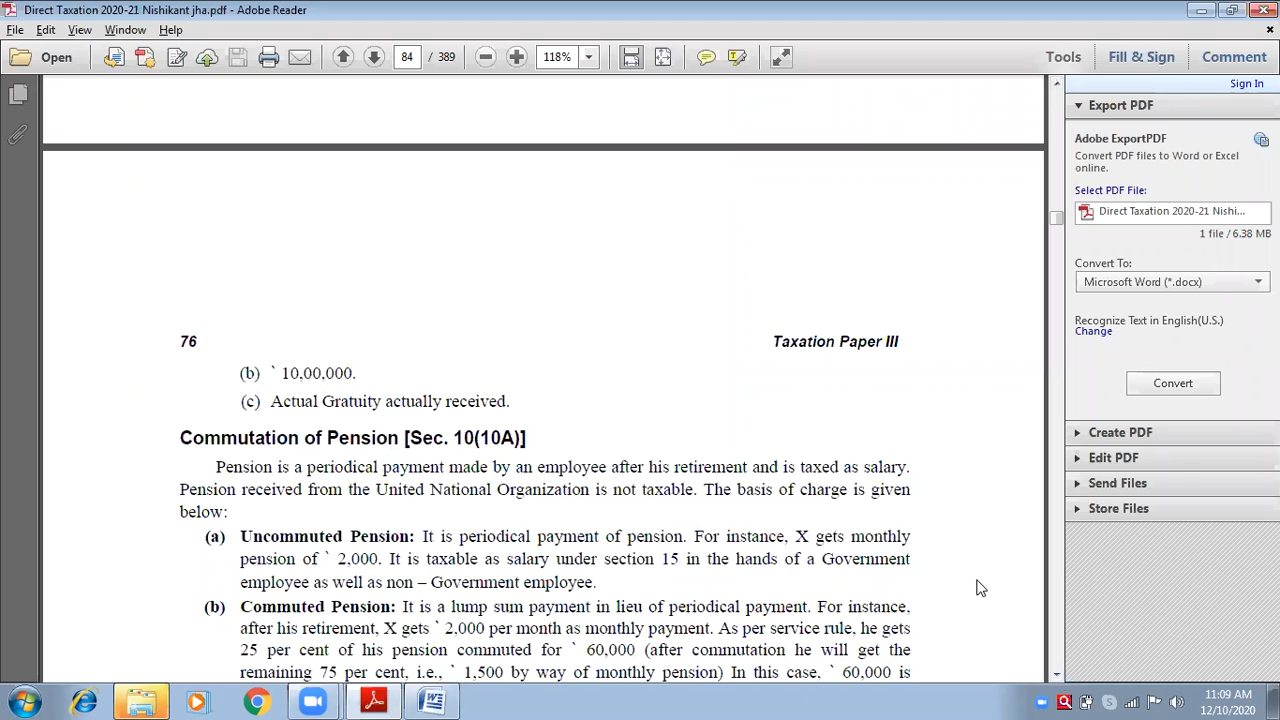 Direct Taxation 2020-21 Nishikant jha.pdf - Adobe Reader
File Edit View Window Help
Open 84 / 389 118% Tools Fill & Sign Comment
Sign In
Export PDF
Adobe ExportPDF
Convert PDF files to Word or Excel
online.
Select PDF File:
Direct Taxation 2020-21 Nishi...
1 file / 6.38 MB
Convert To:
Microsoft Word (*.docx)
Recognize Text in English(U.S.)
Change
Convert
Create PDF
Edit PDF
Send Files
Store Files
76 Taxation Paper III
(b) ` 10,00,000.
(c) Actual Gratuity actually received.
Commutation of Pension [Sec. 10(10A)]
Pension is a periodical payment made by an employee after his retirement and is taxed as salary.
Pension received from the United National Organization is not taxable. The basis of charge is given
below:
(a) Uncommuted Pension: It is periodical payment of pension. For instance, X gets monthly
pension of ` 2,000. It is taxable as salary under section 15 in the hands of a Government
employee as well as non – Government employee.
(b) Commuted Pension: It is a lump sum payment in lieu of periodical payment. For instance,
after his retirement, X gets ` 2,000 per month as monthly payment. As per service rule, he gets
25 per cent of his pension commuted for ` 60,000 (after commutation he will get the
remaining 75 per cent, i.e., ` 1,500 by way of monthly pension) In this case, ` 60,000 is
11:09 AM
12/10/2020